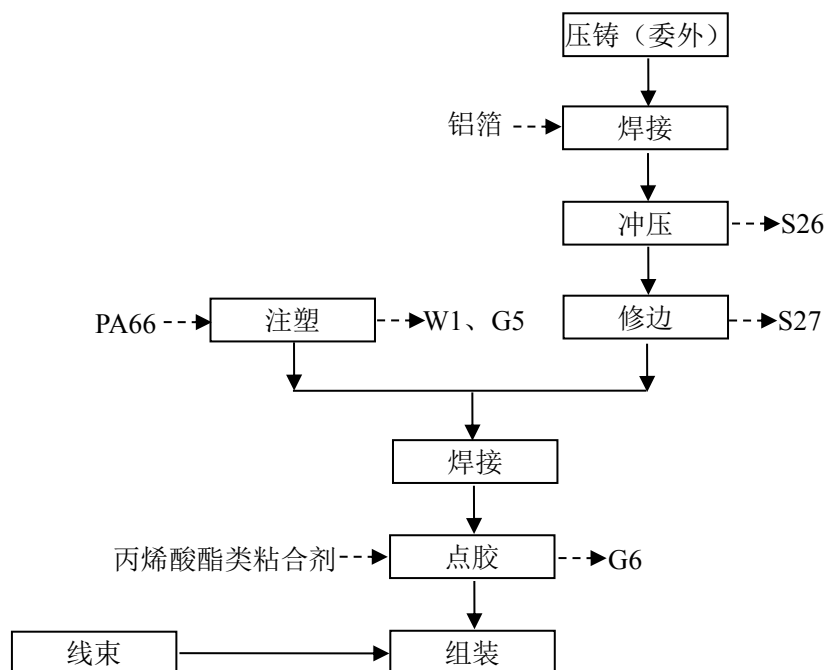 压铸（委外）
铝箔
焊接
冲压
S26
PA66
注塑
W1、G5
修边
S27
焊接
丙烯酸酯类粘合剂
点胶
G6
线束
组装